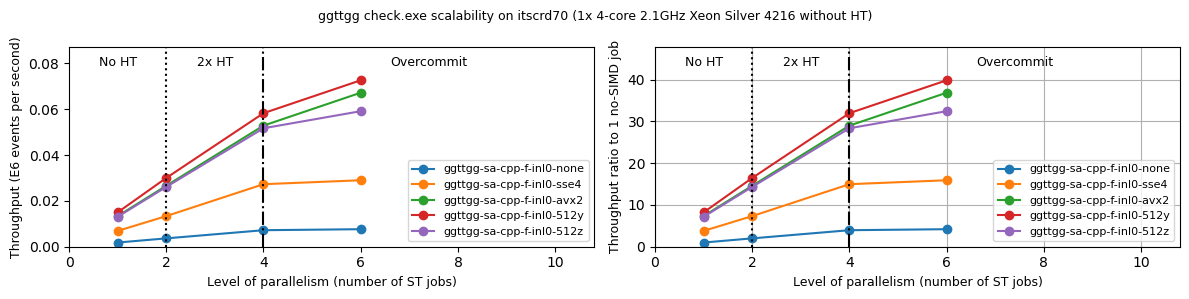 ggttgg check.exe scalability on itscrd70 (1x 4-core 2.1GHz Xeon Silver 4216 without HT)
Throughput (E6 events per second)
0.08
0.06
0.04
0.02
0.00
No HT
2x HT
Overcommit
ggttgg-sa-cpp-f-inl0-none
ggttgg-sa-cpp-f-inl0-sse4
ggttgg-sa-cpp-f-inl0-avx2
ggttgg-sa-cpp-f-inl0-512y
ggttgg-sa-cpp-f-inl0-512z
0 2 4 6 8 10
Level of parallelism (number of ST jobs)
Throughput ratio to 1 no-SIMD job
40
30
20
10
0
No HT
2x HT
Overcommit
ggttgg-sa-cpp-f-inl0-none
ggttgg-sa-cpp-f-inl0-sse4
ggttgg-sa-cpp-f-inl0-avx2
ggttgg-sa-cpp-f-inl0-512y
ggttgg-sa-cpp-f-inl0-512z
0 2 4 6 8 10
Level of parallelism (number of ST jobs)